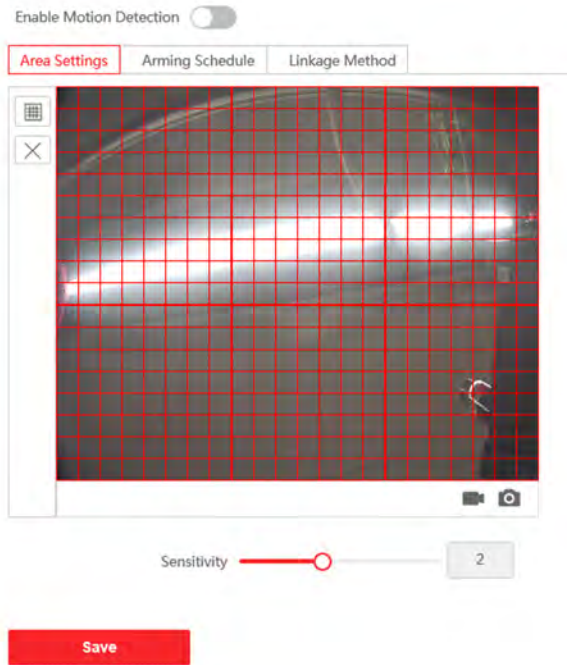 Enable Motion Detection
Area Settings Arming Schedule Linkage Method
Sensitivity 2
Save